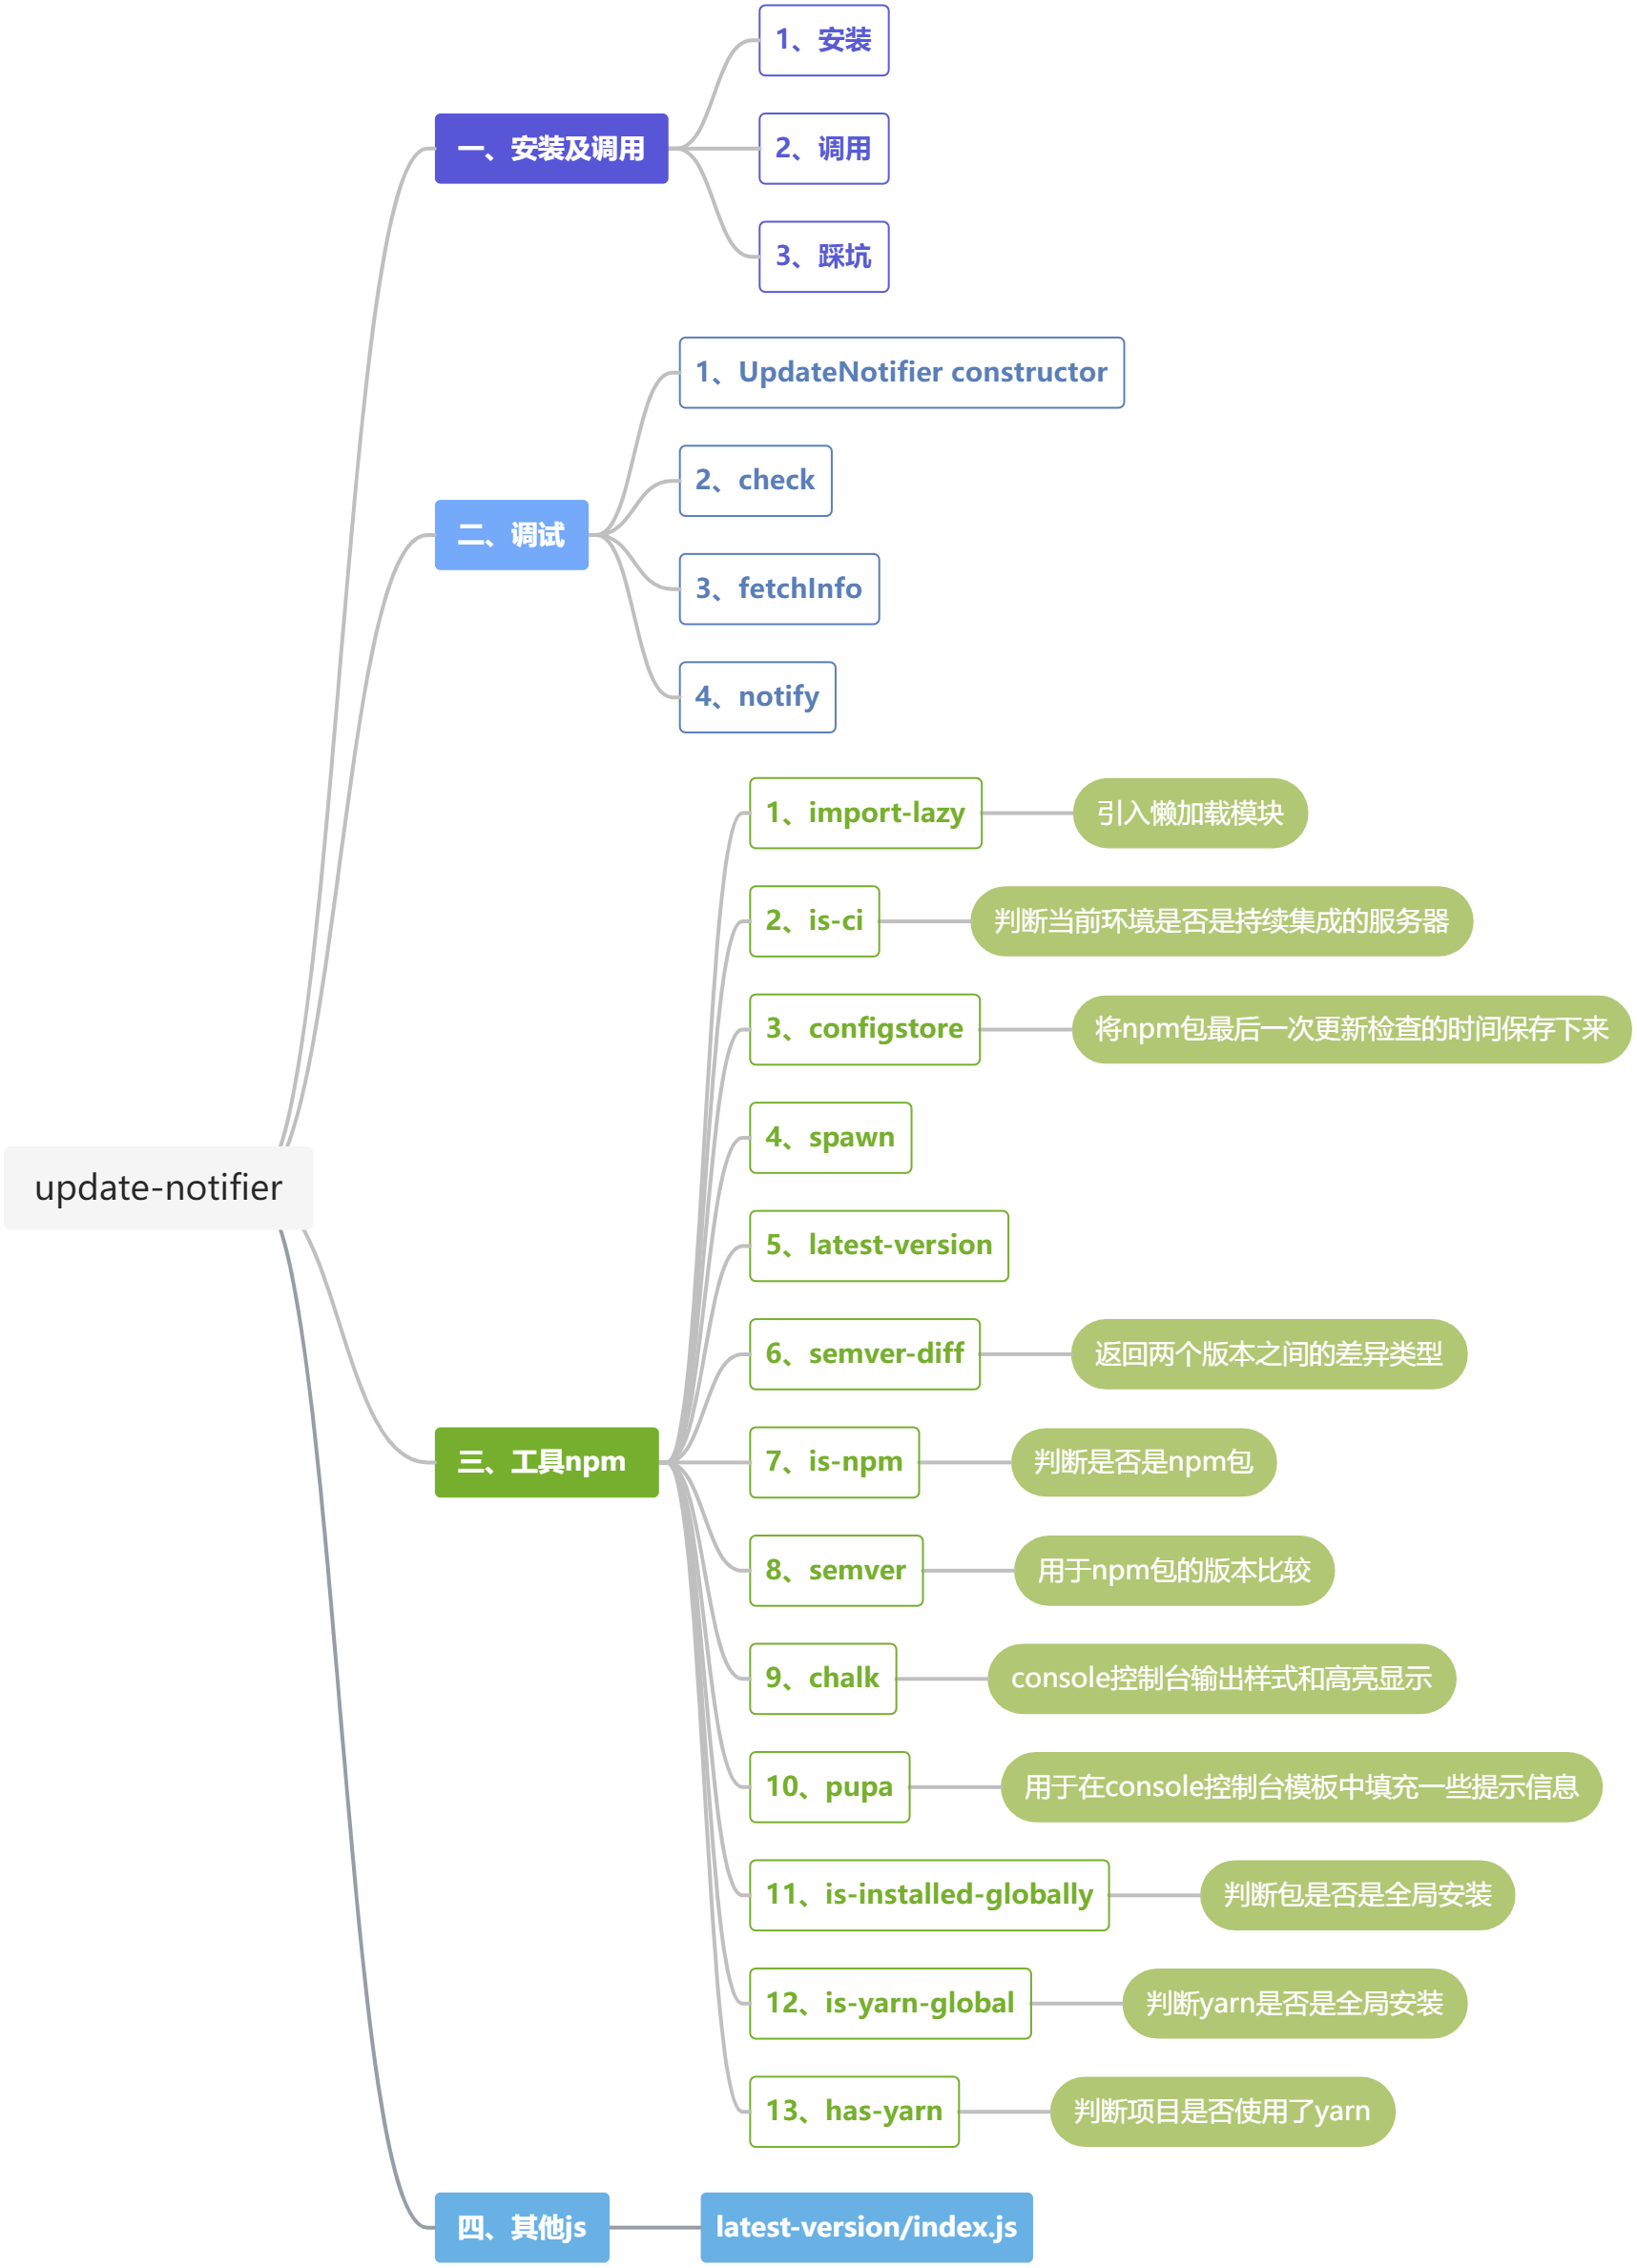 update-notifier
一、安装及调用
1、安装
2、调用
3、踩坑
二、调试
1、UpdateNotifier constructor
2、check
3、fetchInfo
4、notify
三、工具npm
1、import-lazy
引入懒加载模块
2、is-ci
判断当前环境是否是持续集成的服务器
3、configstore
将npm包最后一次更新检查的时间保存下来
4、spawn
5、latest-version
6、semver-diff
返回两个版本之间的差异类型
7、is-npm
判断是否是npm包
8、semver
用于npm包的版本比较
9、chalk
console控制台输出样式和高亮显示
10、pupa
用于在console控制台模板中填充一些提示信息
11、is-installed-globally
判断包是否是全局安装
12、is-yarn-global
判断yarn是否是全局安装
13、has-yarn
判断项目是否使用了yarn
四、其他js
latest-version/index.js